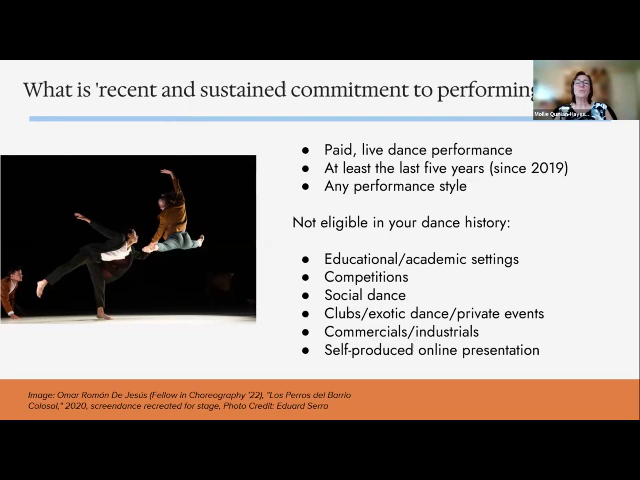 What is 'recent and sustained commitment to performing
Mollie Quinlan-Hayes...
● Paid, live dance performance
● At least the last five years (since 2019)
● Any performance style
Not eligible in your dance history:
● Educational/academic settings
● Competitions
● Social dance
● Clubs/exotic dance/private events
● Commercials/industrials
● Self-produced online presentation
Image: Omar Román De Jesús (Fellow in Choreography '22), "Los Perros del Barrio
Colosal," 2020, screendance recreated for stage, Photo Credit: Eduard Serra